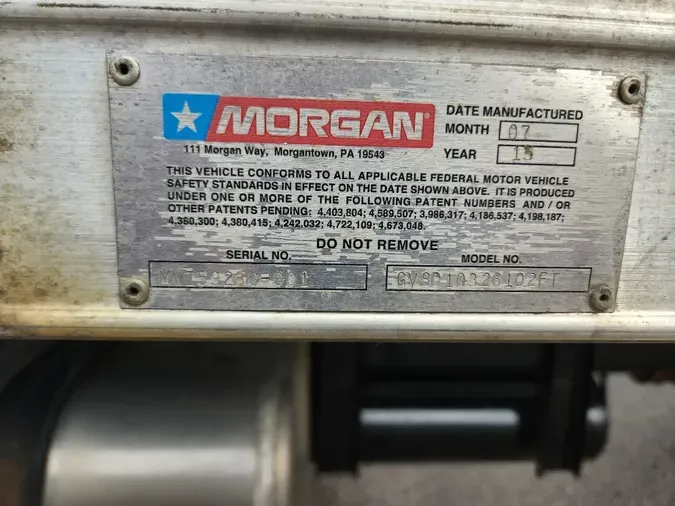 MORGAN®
111 Morgan Way, Morgantown, PA 19543
DATE MANUFACTURED
MONTH 07
YEAR 15
THIS VEHICLE CONFORMS TO ALL APPLICABLE FEDERAL MOTOR VEHICLE
SAFETY STANDARDS IN EFFECT ON THE DATE SHOWN ABOVE. IT IS PRODUCED
UNDER ONE OR MORE OF THE FOLLOWING PATENT NUMBERS AND / OR
OTHER PATENTS PENDING: 4,403,804; 4,589,507; 3,986,317; 4,186,537; 4,198,187;
4,360,300; 4,380,415; 4,242,032; 4,722,109; 4,673,048.
DO NOT REMOVE
SERIAL NO. MODEL NO.